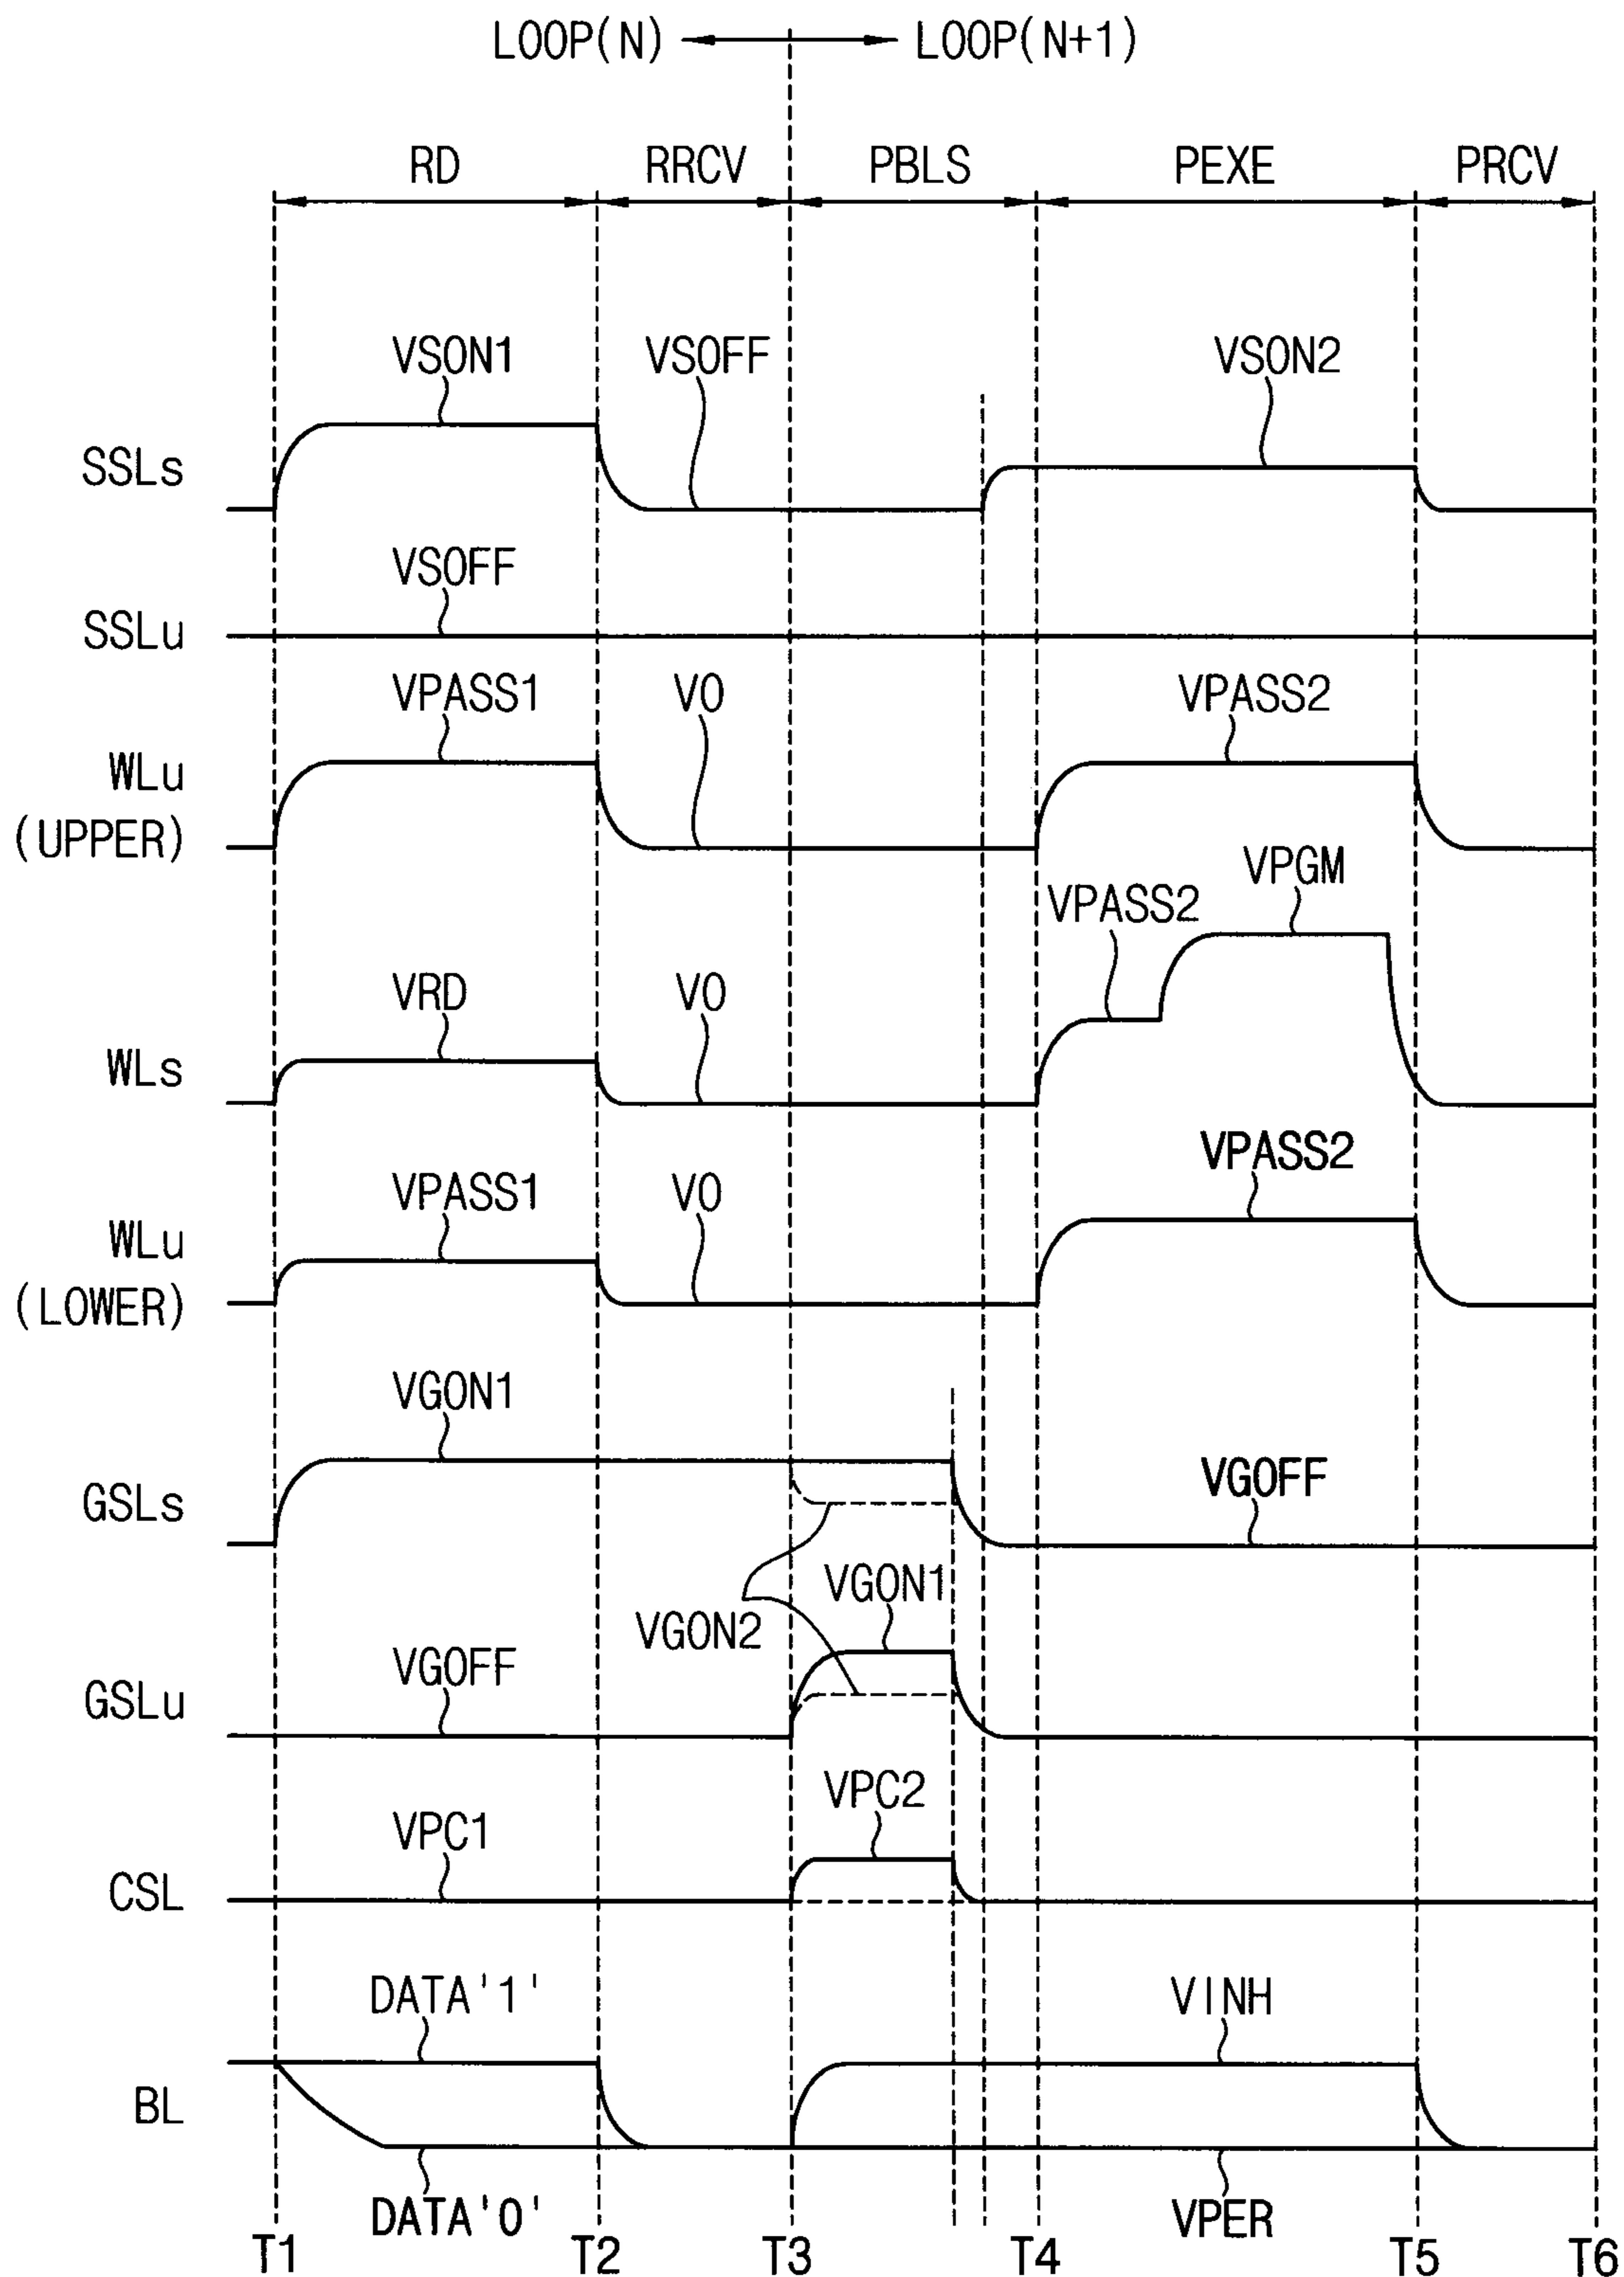 LOOP(N) LOOP(N+1)
RD RRCV PBLS PEXE PRCV
VSON1 VSOFF VSON2
SSLs
VSOFF
SSLu
VPASS1 V0 VPASS2
WLu
(UPPER)
VPGM
VPASS2
VRD V0
WLs
VPASS2
VPASS1 V0
WLu
(LOWER)
VGON1
VGOFF
GSLs
VGON1
VGON2
VGOFF
GSLu
VPC2
VPC1
CSL
DATA'1' VINH
BL
DATA'0' VPER
T1 T2 T3 T4 T5 T6